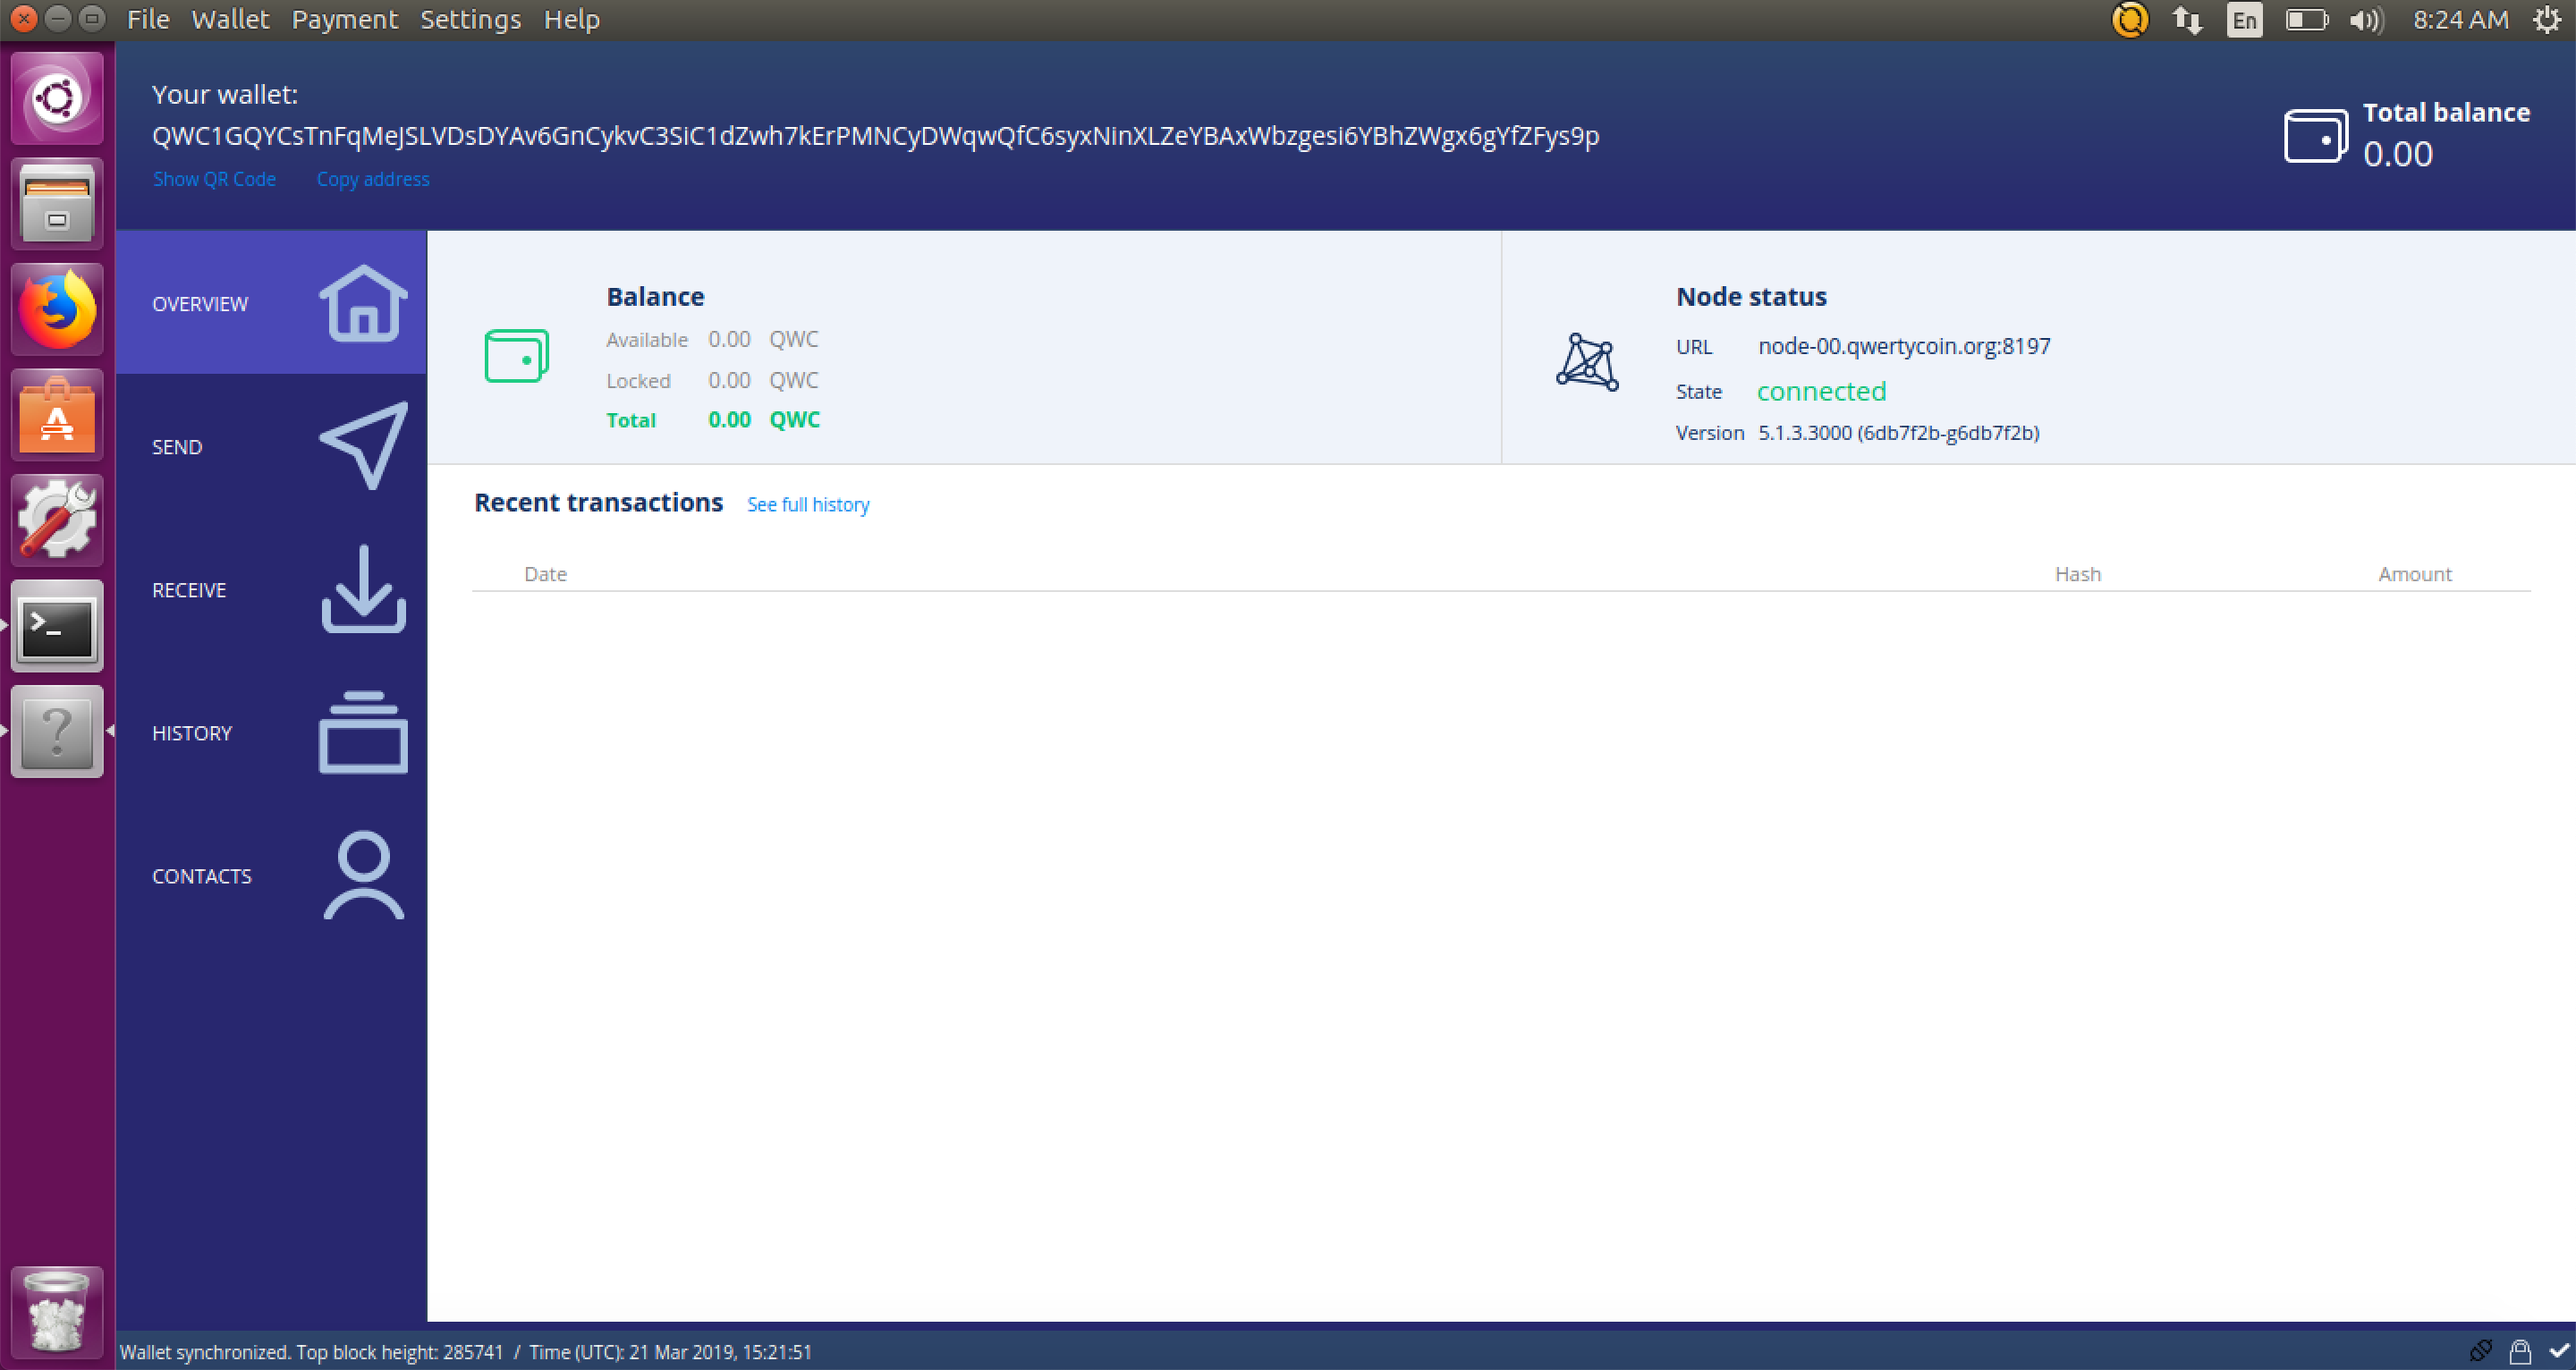 File Wallet Payment Settings Help
En 8:24 AM
Your wallet:
QWC1GQYCsTnFqMeJSLVDsDYAv6GnCykvC3SiC1dZwh7kErPMNCyDWqwQfC6syxNinXLZeYBAxWbzgesi6YBhZWgx6gYfZFys9p
Show QR Code Copy address
Total balance
0.00
OVERVIEW
SEND
RECEIVE
HISTORY
CONTACTS
Balance
Available 0.00 QWC
Locked 0.00 QWC
Total 0.00 QWC
Node status
URL node-00.qwertycoin.org:8197
State connected
Version 5.1.3.3000 (6db7f2b-g6db7f2b)
Recent transactions See full history
Date Hash Amount
Wallet synchronized. Top block height: 285741 / Time (UTC): 21 Mar 2019, 15:21:51